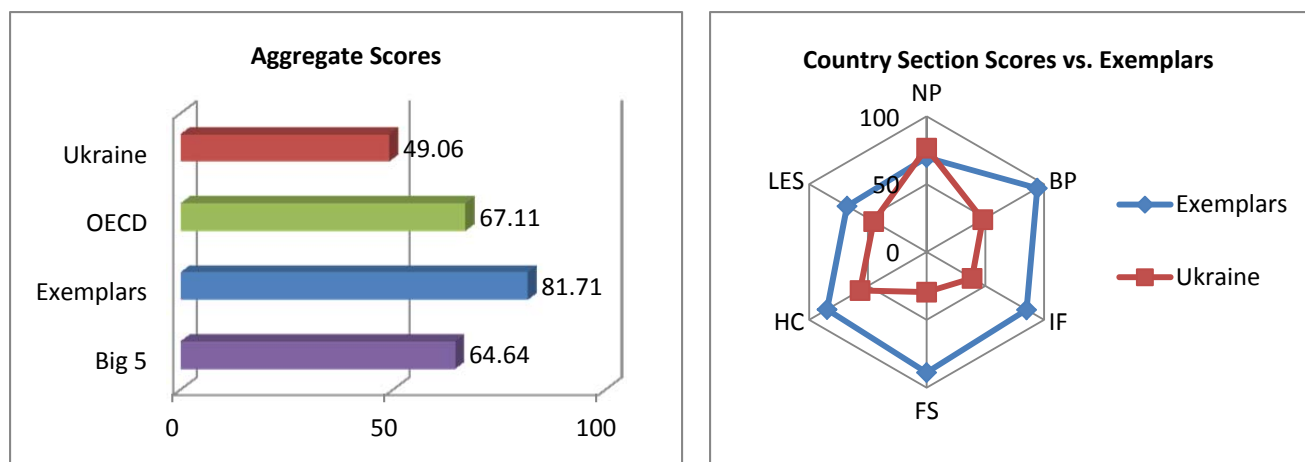 Aggregate Scores
Ukraine
49.06
OECD
67.11
Exemplars
81.71
Big 5
64.64
0 50 100
Country Section Scores vs. Exemplars
NP
100
LES
50
BP
0
HC
IF
FS
Exemplars
Ukraine